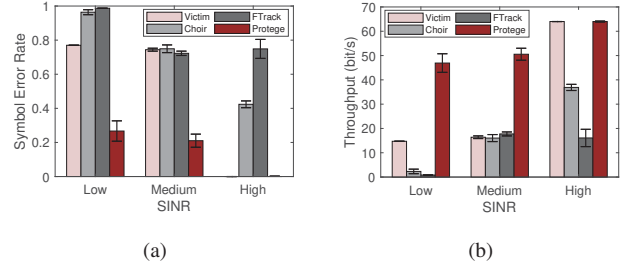 Victim FTrack
Choir Protege
Symbol Error Rate
1
0.8
0.6
0.4
0.2
0
Low Medium High
SINR
(a)
Victim FTrack
Choir Protege
Throughput (bit/s)
70
60
50
40
30
20
10
0
Low Medium High
SINR
(b)